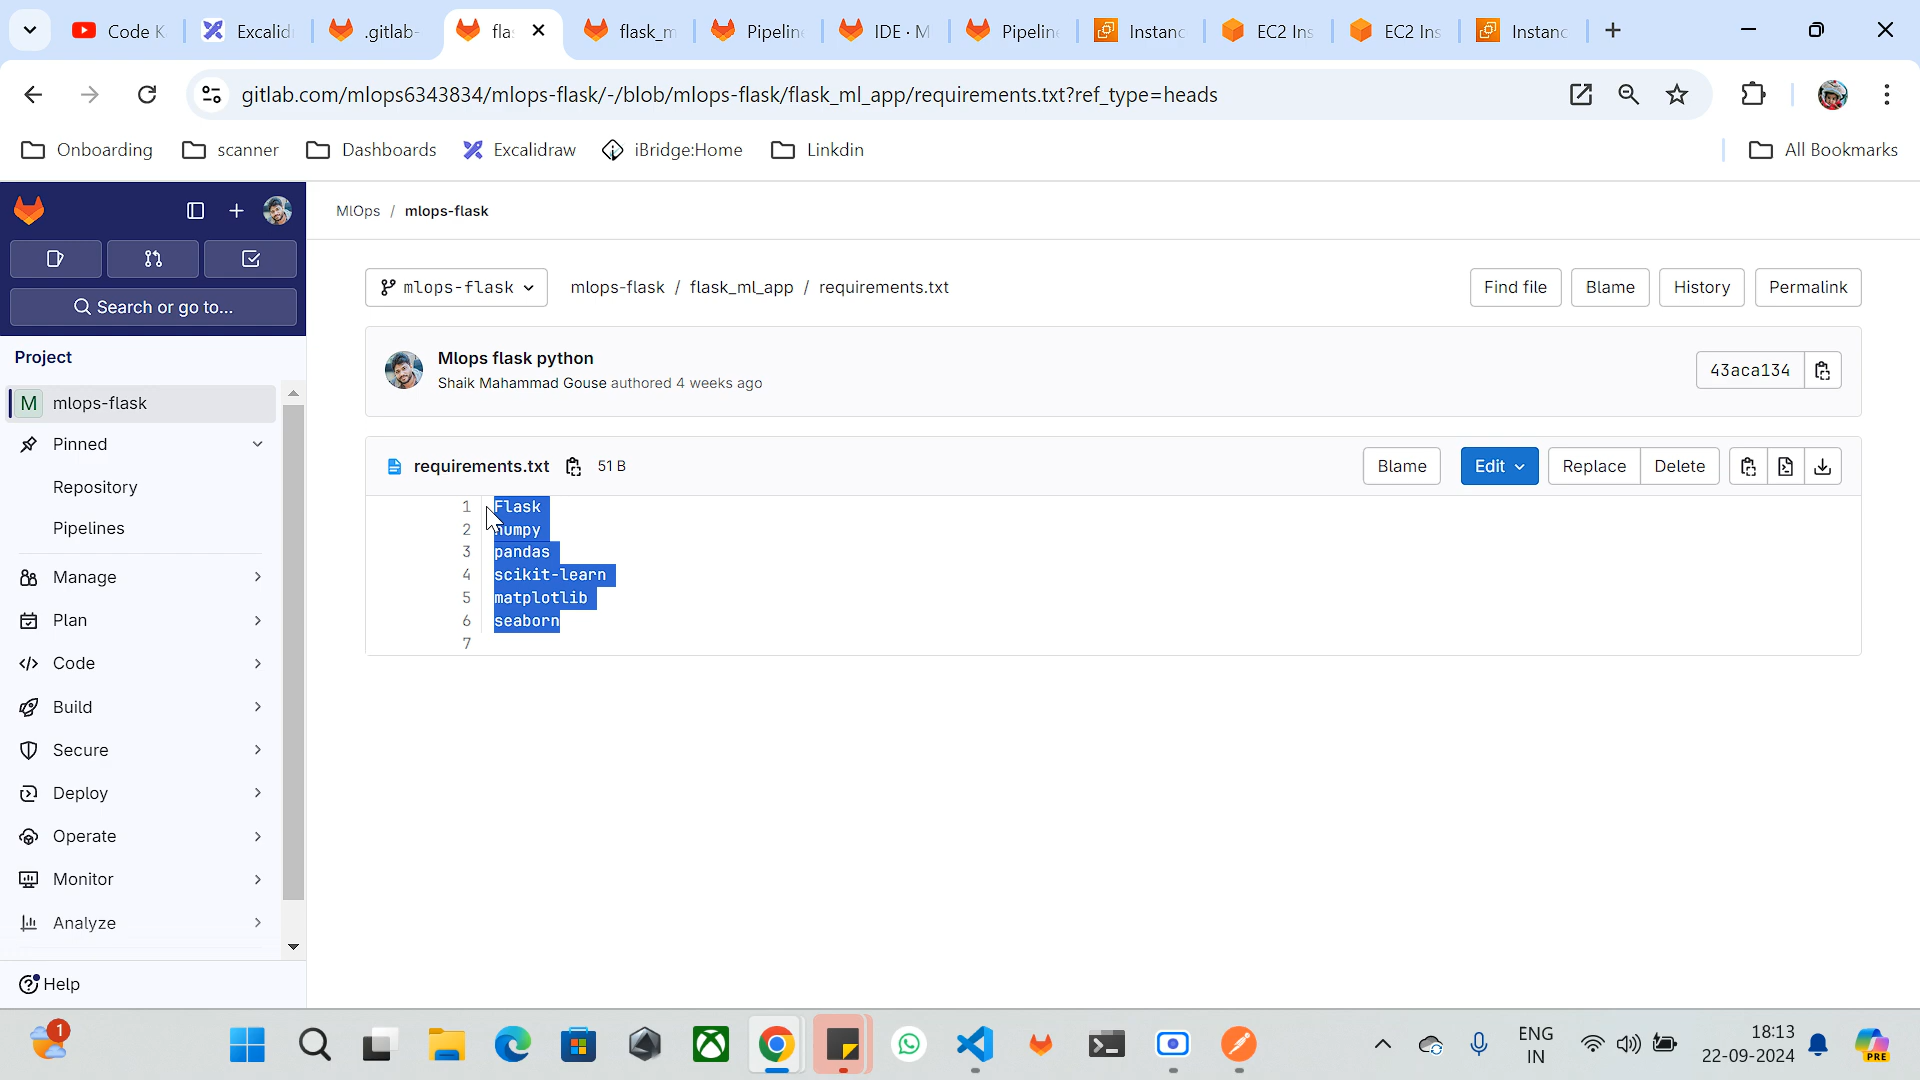 Code K
Excalid
.gitlab-
fla
flask_m
Pipelin
IDE · M
Pipelin
Instanc
EC2 Ins
EC2 Ins
Instanc
gitlab.com/mlops6343834/mlops-flask/-/blob/mlops-flask/flask_ml_app/requirements.txt?ref_type=heads
Onboarding
scanner
Dashboards
Excalidraw
iBridge:Home
Linkdin
All Bookmarks
MlOps / mlops-flask
Search or go to...
Project
M mlops-flask
Pinned
Repository
Pipelines
Manage
Plan
Code
Build
Secure
Deploy
Operate
Monitor
Analyze
Help
mlops-flask
mlops-flask / flask_ml_app / requirements.txt
Find file
Blame
History
Permalink
Mlops flask python
Shaik Mahammad Gouse authored 4 weeks ago
43aca134
requirements.txt 51 B
Blame
Edit
Replace
Delete
1 Flask
2 numpy
3 pandas
4 scikit-learn
5 matplotlib
6 seaborn
7
1
ENG
IN
18:13
22-09-2024
PRE